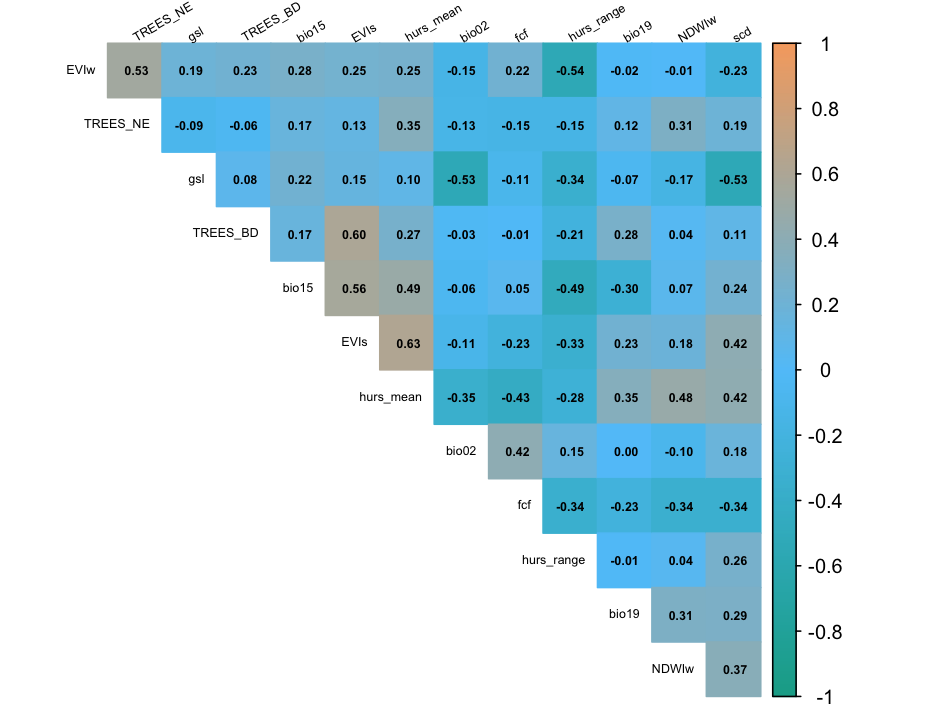 TREES_NE gsl TREES_BD bio15 EVIs hurs_mean bio02 fcf hurs_range bio19 NDWIw scd
EVIw 0.53 0.19 0.23 0.28 0.25 0.25 -0.15 0.22 -0.54 -0.02 -0.01 -0.23
TREES_NE -0.09 -0.06 0.17 0.13 0.35 -0.13 -0.15 -0.15 0.12 0.31 0.19
gsl 0.08 0.22 0.15 0.10 -0.53 -0.11 -0.34 -0.07 -0.17 -0.53
TREES_BD 0.17 0.60 0.27 -0.03 -0.01 -0.21 0.28 0.04 0.11
bio15 0.56 0.49 -0.06 0.05 -0.49 -0.30 0.07 0.24
EVIs 0.63 -0.11 -0.23 -0.33 0.23 0.18 0.42
hurs_mean -0.35 -0.43 -0.28 0.35 0.48 0.42
bio02 0.42 0.15 0.00 -0.10 0.18
fcf -0.34 -0.23 -0.34 -0.34
hurs_range -0.01 0.04 0.26
bio19 0.31 0.29
NDWIw 0.37
1
0.8
0.6
0.4
0.2
0
-0.2
-0.4
-0.6
-0.8
-1